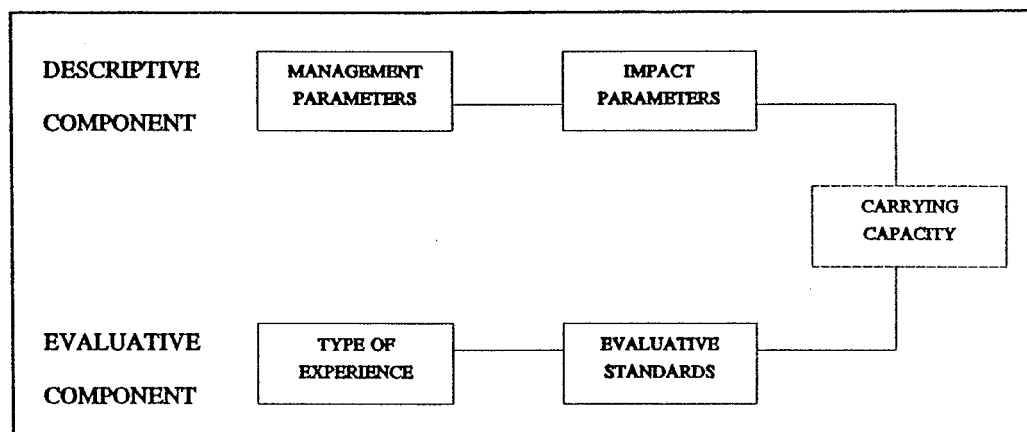 DESCRIPTIVE
COMPONENT
MANAGEMENT
PARAMETERS
IMPACT
PARAMETERS
CARRYING
CAPACITY
EVALUATIVE
COMPONENT
TYPE OF
EXPERIENCE
EVALUATIVE
STANDARDS